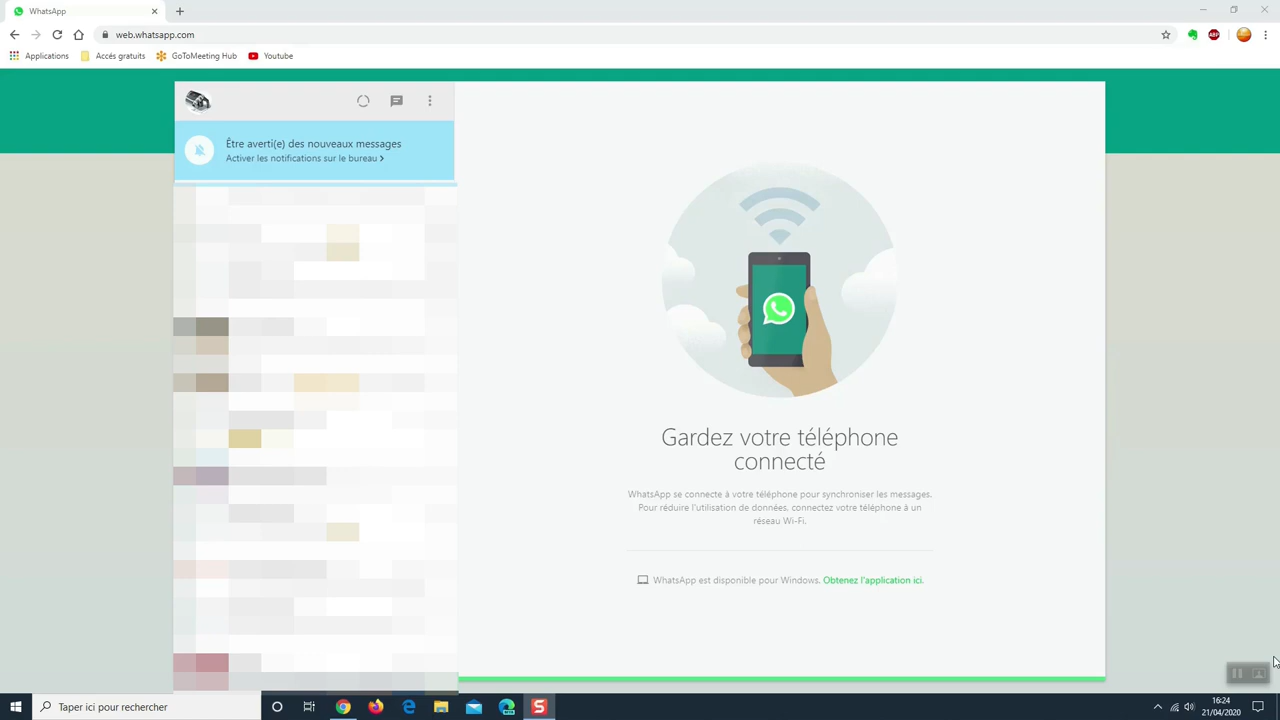 WhatsApp
web.whatsapp.com
Applications
Accés gratuits
GoToMeeting Hub
Youtube
ABP
Être averti(e) des nouveaux messages
Activer les notifications sur le bureau
Gardez votre téléphone
connecté
WhatsApp se connecte à votre téléphone pour synchroniser les messages.
Pour réduire l'utilisation de données, connectez votre téléphone à un
réseau Wi-Fi.
WhatsApp est disponible pour Windows. Obtenez l'application ici.
Taper ici pour rechercher
S
16:24
21/04/2020